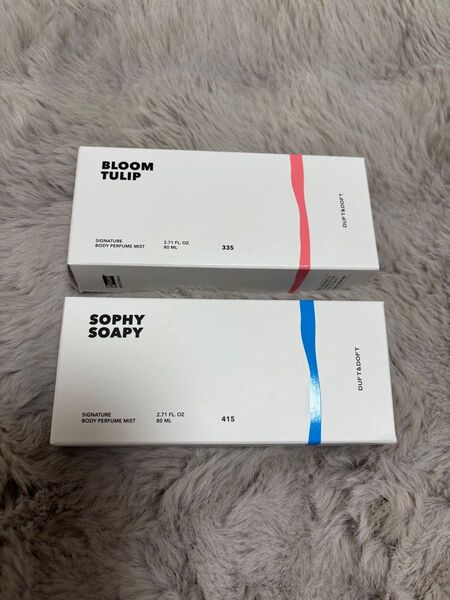 BLOOM
TULIP
SIGNATURE
BODY PERFUME MIST
2.71 FL. OZ.
80 ML
335
DUFT&DOFT
SOPHY
SOAPY
SIGNATURE
BODY PERFUME MIST
2.71 FL. OZ
80 ML
415
DUFT&DOFT